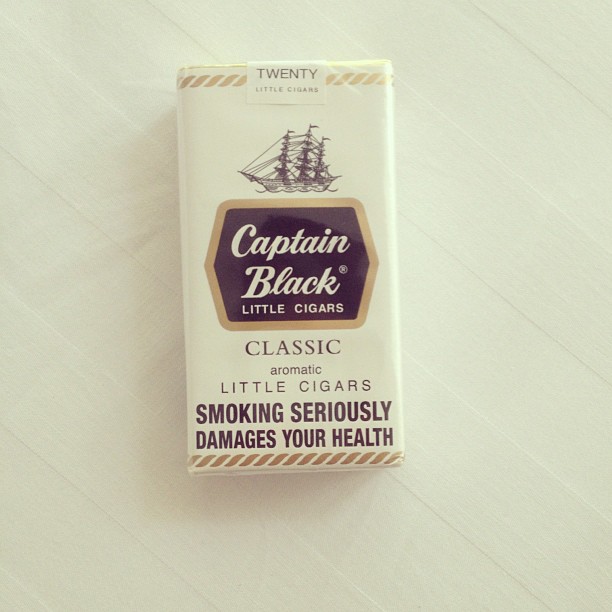 TWENTY
LITTLE CIGARS
Captain
Black®
LITTLE CIGARS
CLASSIC
aromatic
LITTLE CIGARS
SMOKING SERIOUSLY
DAMAGES YOUR HEALTH